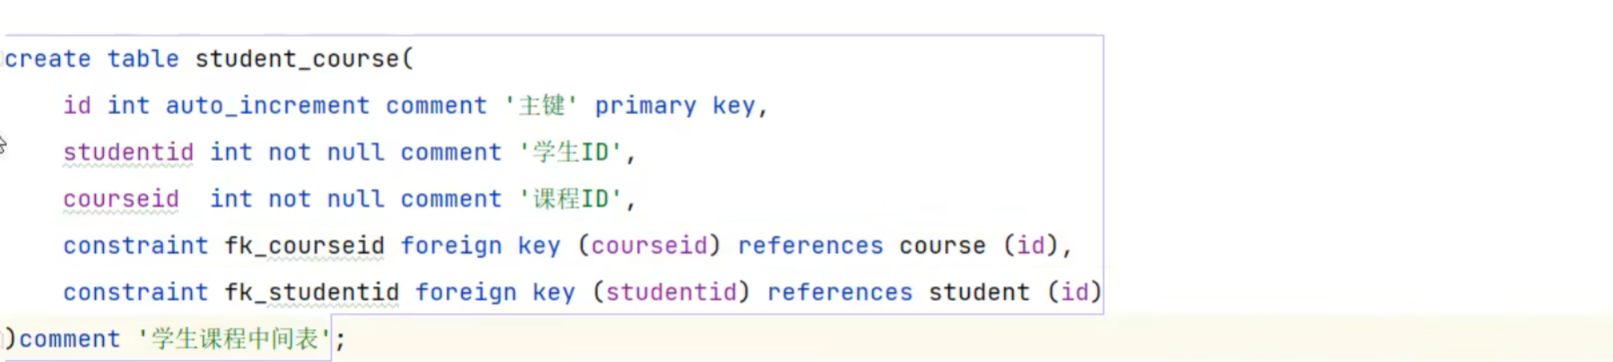 create table student_course(
    id int auto_increment comment '主键' primary key,
    studentid int not null comment '学生ID',
    courseid  int not null comment '课程ID',
    constraint fk_courseid foreign key (courseid) references course (id),
    constraint fk_studentid foreign key (studentid) references student (id)
)comment '学生课程中间表';